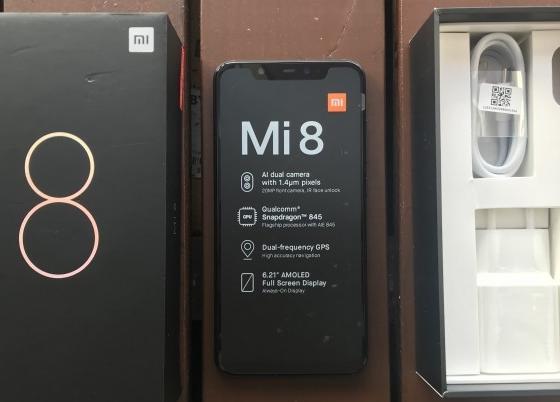 mi
8
mi
Mi 8
AI dual camera
with 1.4μm pixels
20MP front camera, IR face unlock
CPU
Qualcomm®
Snapdragon™ 845
Flagship processor with AIE 845
Dual-frequency GPS
High accuracy navigation
6.21" AMOLED
Full Screen Display
Always-On Display